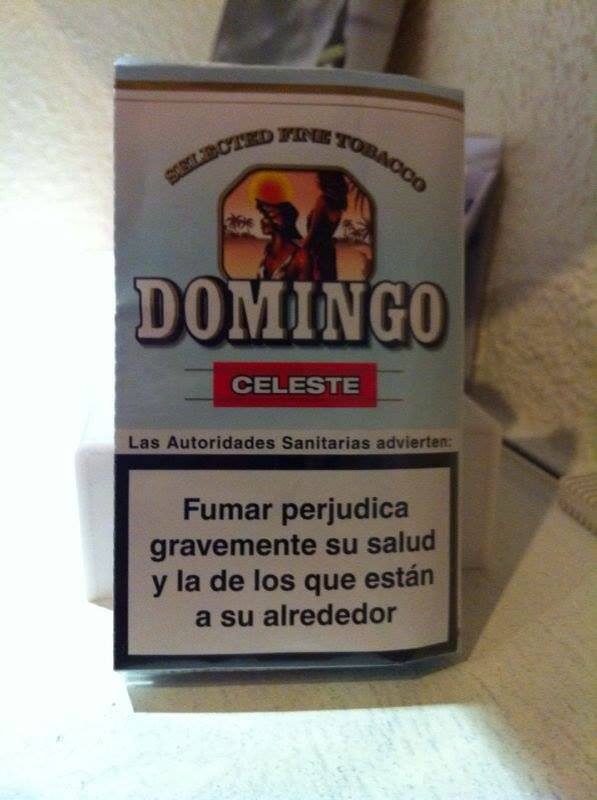 SELECTED FINE TOBACCO
DOMINGO
CELESTE
Las Autoridades Sanitarias advierten:
Fumar perjudica
gravemente su salud
y la de los que están
a su alrededor